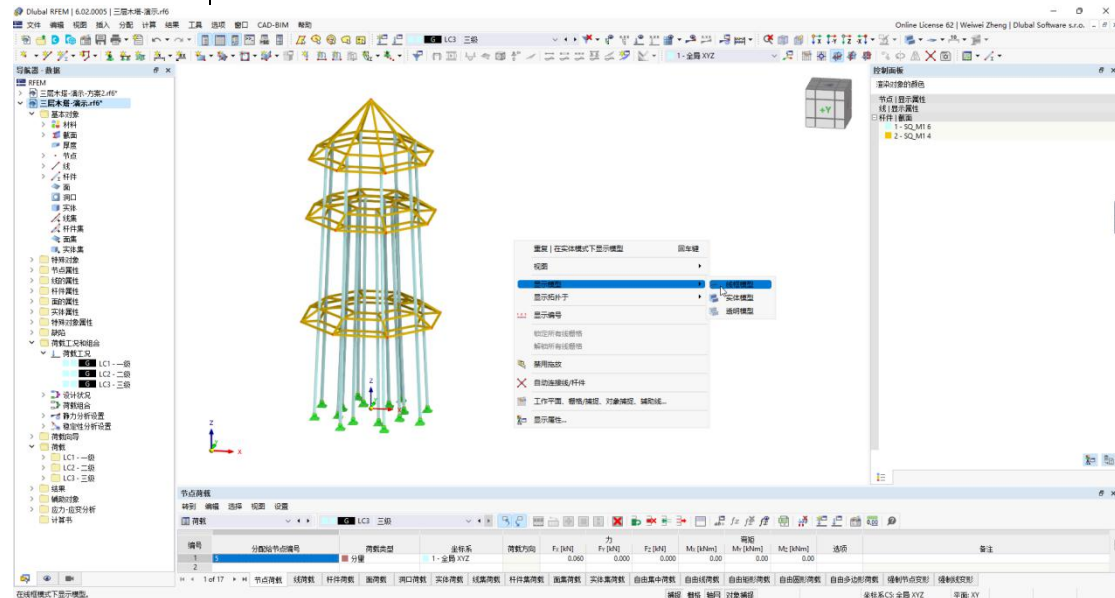 Dlubal RFEM | 6.02.0005 | 三层木塔-演示.rf6*
文件 编辑 视图 插入 分配 计算 结果 工具 选项 窗口 CAD-BIM 帮助
Online License 62 | Weiwei Zheng | Dlubal Software s.r.o.
G LC3 三级
1-全局 XYZ
导航器 - 数据
RFEM
三层木塔-演示-方案2.rf6*
三层木塔-演示.rf6*
基本对象
材料
截面
厚度
节点
线
杆件
面
洞口
实体
线集
杆件集
面集
实体集
特殊对象
节点属性
线的属性
杆件属性
面的属性
实体属性
特殊对象属性
缺陷
荷载工况和组合
荷载工况
G LC1 - 一级
G LC2 - 二级
G LC3 - 三级
设计状况
荷载组合
静力分析设置
稳定性分析设置
荷载向导
荷载
LC1 - 一级
LC2 - 二级
LC3 - 三级
结果
辅助对象
应力-应变分析
计算书
+Y
Z
X
Z
X
重复 | 在实体模式下显示模型 回车键
视图
显示模型
显示拓扑于
显示编号
锁定所有线栅格
解锁所有线栅格
禁用拖放
自动连接线/杆件
工作平面、栅格/捕捉、对象捕捉、辅助线...
显示属性...
线框模型
实体模型
透明模型
控制面板
渲染对象的颜色
节点 | 显示属性
线 | 显示属性
杆件 | 截面
1 - SQ_M1 6
2 - SQ_M1 4
节点荷载
转到 编辑 选择 视图 设置
荷载
G LC3 三级
编号 分配给节点编号 荷载类型 坐标系 荷载方向 力 Fx [kN] Fy [kN] Fz [kN] 弯矩 Mx [kNm] My [kNm] Mz [kNm] 选项 备注
1 5 分量 1 - 全局 XYZ 0.060 0.000 0.000 0.00 0.00 0.00
2
1 of 17 节点荷载 线荷载 杆件荷载 面荷载 洞口荷载 实体荷载 线集荷载 杆件集荷载 面集荷载 实体集荷载 自由集中荷载 自由线荷载 自由矩形荷载 自由圆形荷载 自由多边形荷载 强制节点变形 强制线变形
在线框模式下显示模型。
捕捉 栅格 轴网 对象捕捉 坐标系CS: 全局 XYZ 平面: XY